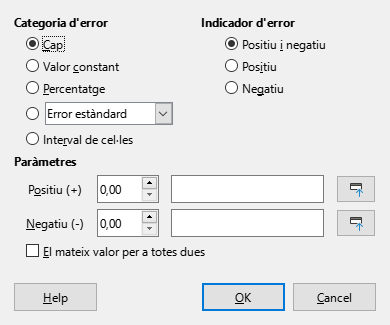 Categoria d'error
Indicador d'error
Cap
Positiu i negatiu
Valor constant
Positiu
Percentatge
Negatiu
Error estàndard
Interval de cel·les
Paràmetres
Positiu (+) 0,00
Negatiu (-) 0,00
El mateix valor per a totes dues
Help OK Cancel